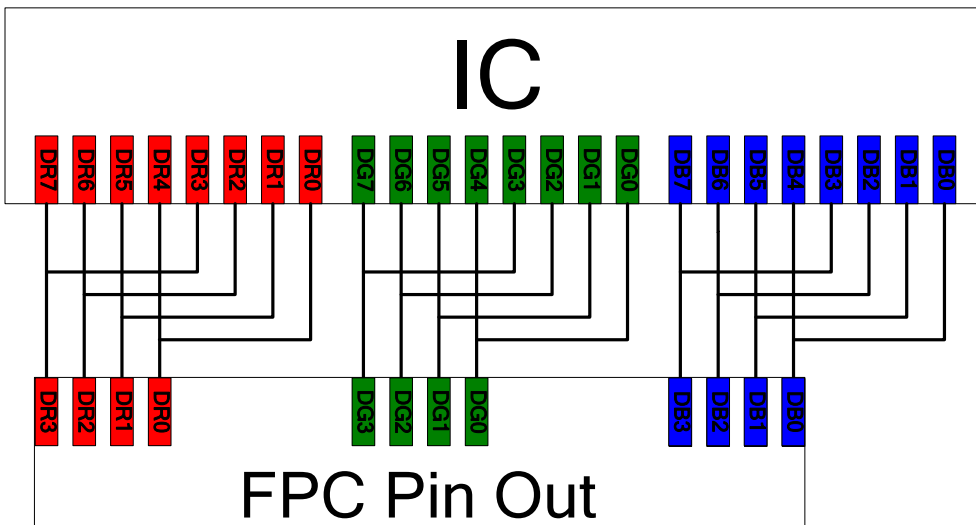 IC
DR7 DR6 DR5 DR4 DR3 DR2 DR1 DR0 DG7 DG6 DG5 DG4 DG3 DG2 DG1 DG0 DB7 DB6 DB5 DB4 DB3 DB2 DB1 DB0
DR3 DR2 DR1 DR0 DG3 DG2 DG1 DG0 DB3 DB2 DB1 DB0
FPC Pin Out